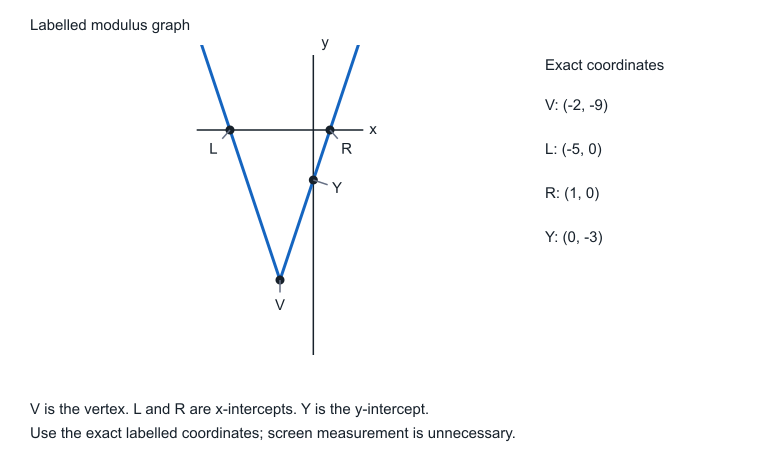 Labelled modulus graph
y
x
L
R
Y
V
Exact coordinates
V: (-2, -9)
L: (-5, 0)
R: (1, 0)
Y: (0, -3)
V is the vertex. L and R are x-intercepts. Y is the y-intercept.
Use the exact labelled coordinates; screen measurement is unnecessary.